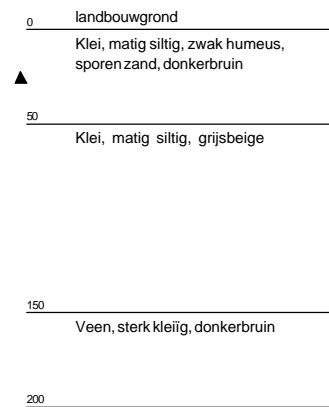 0 landbouwgrond
Klei, matig siltig, zwak humeus,
sporen zand, donkerbruin
50
Klei, matig siltig, grijsbeige
150
Veen, sterk kleiïg, donkerbruin
200